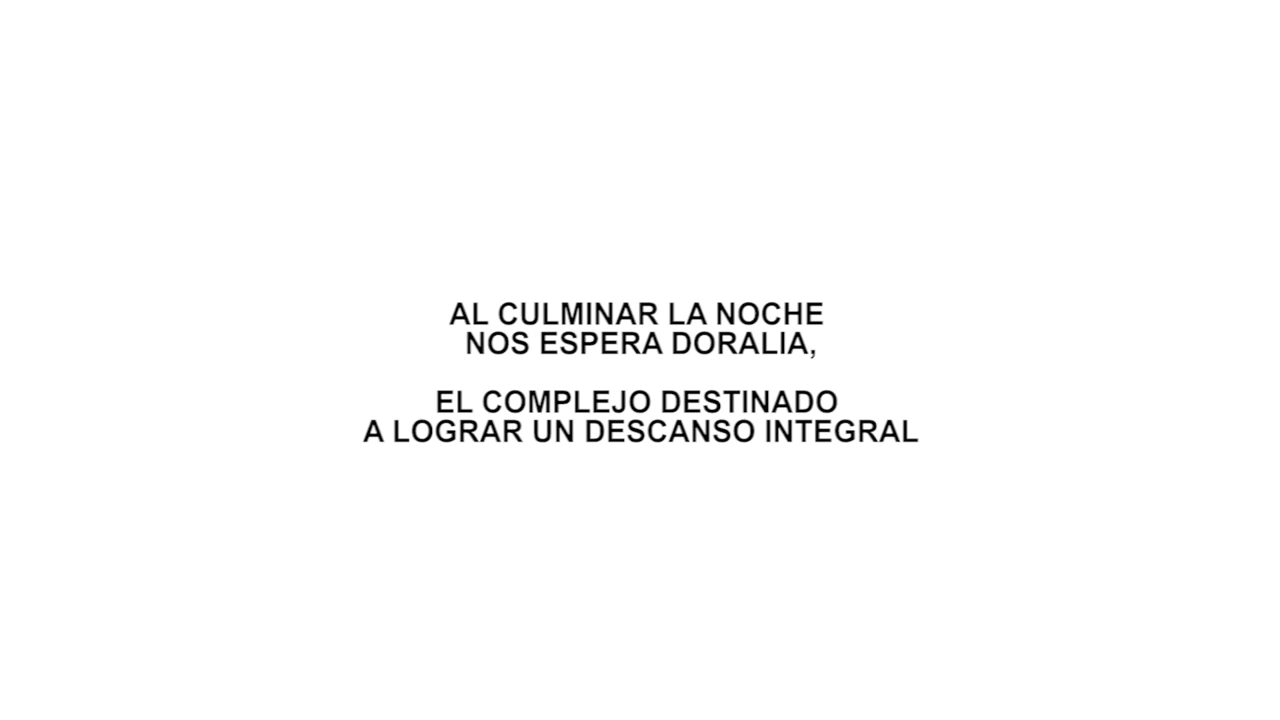 AL CULMINAR LA NOCHE
NOS ESPERA DORALIA,
EL COMPLEJO DESTINADO
A LOGRAR UN DESCANSO INTEGRAL